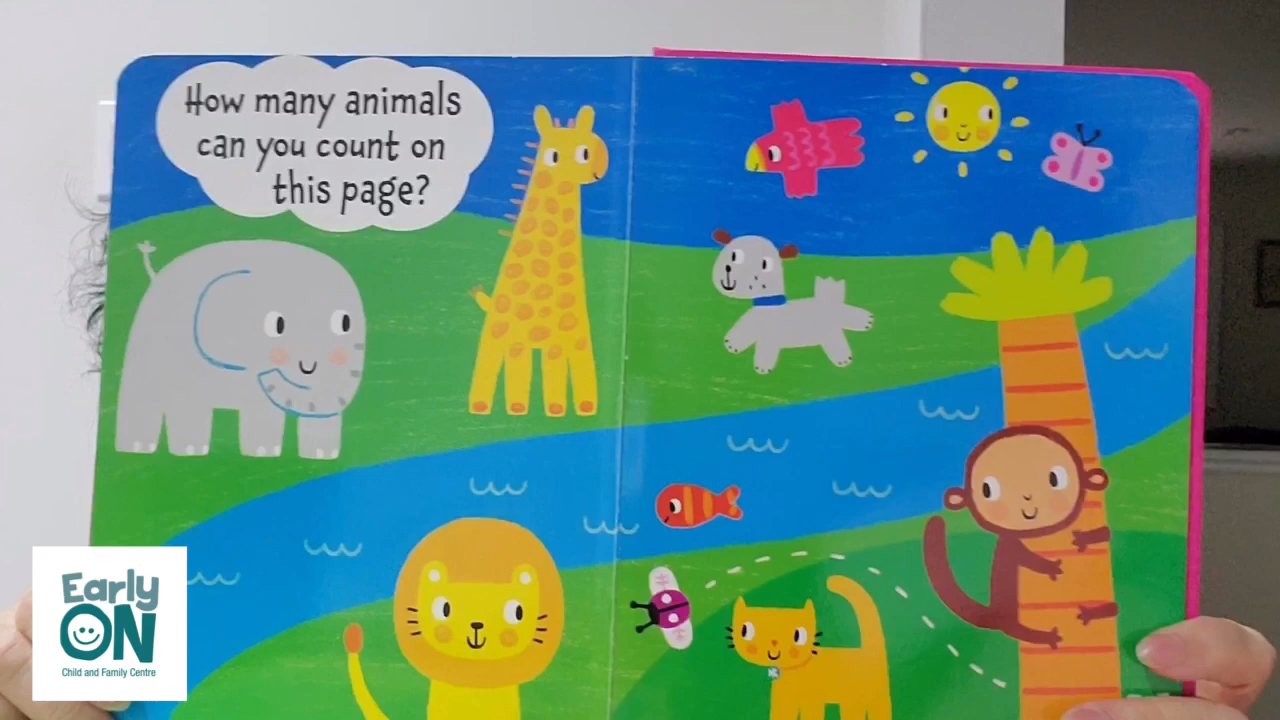 How many animals
can you count on
this page?
Early
ON
Child and Family Centre